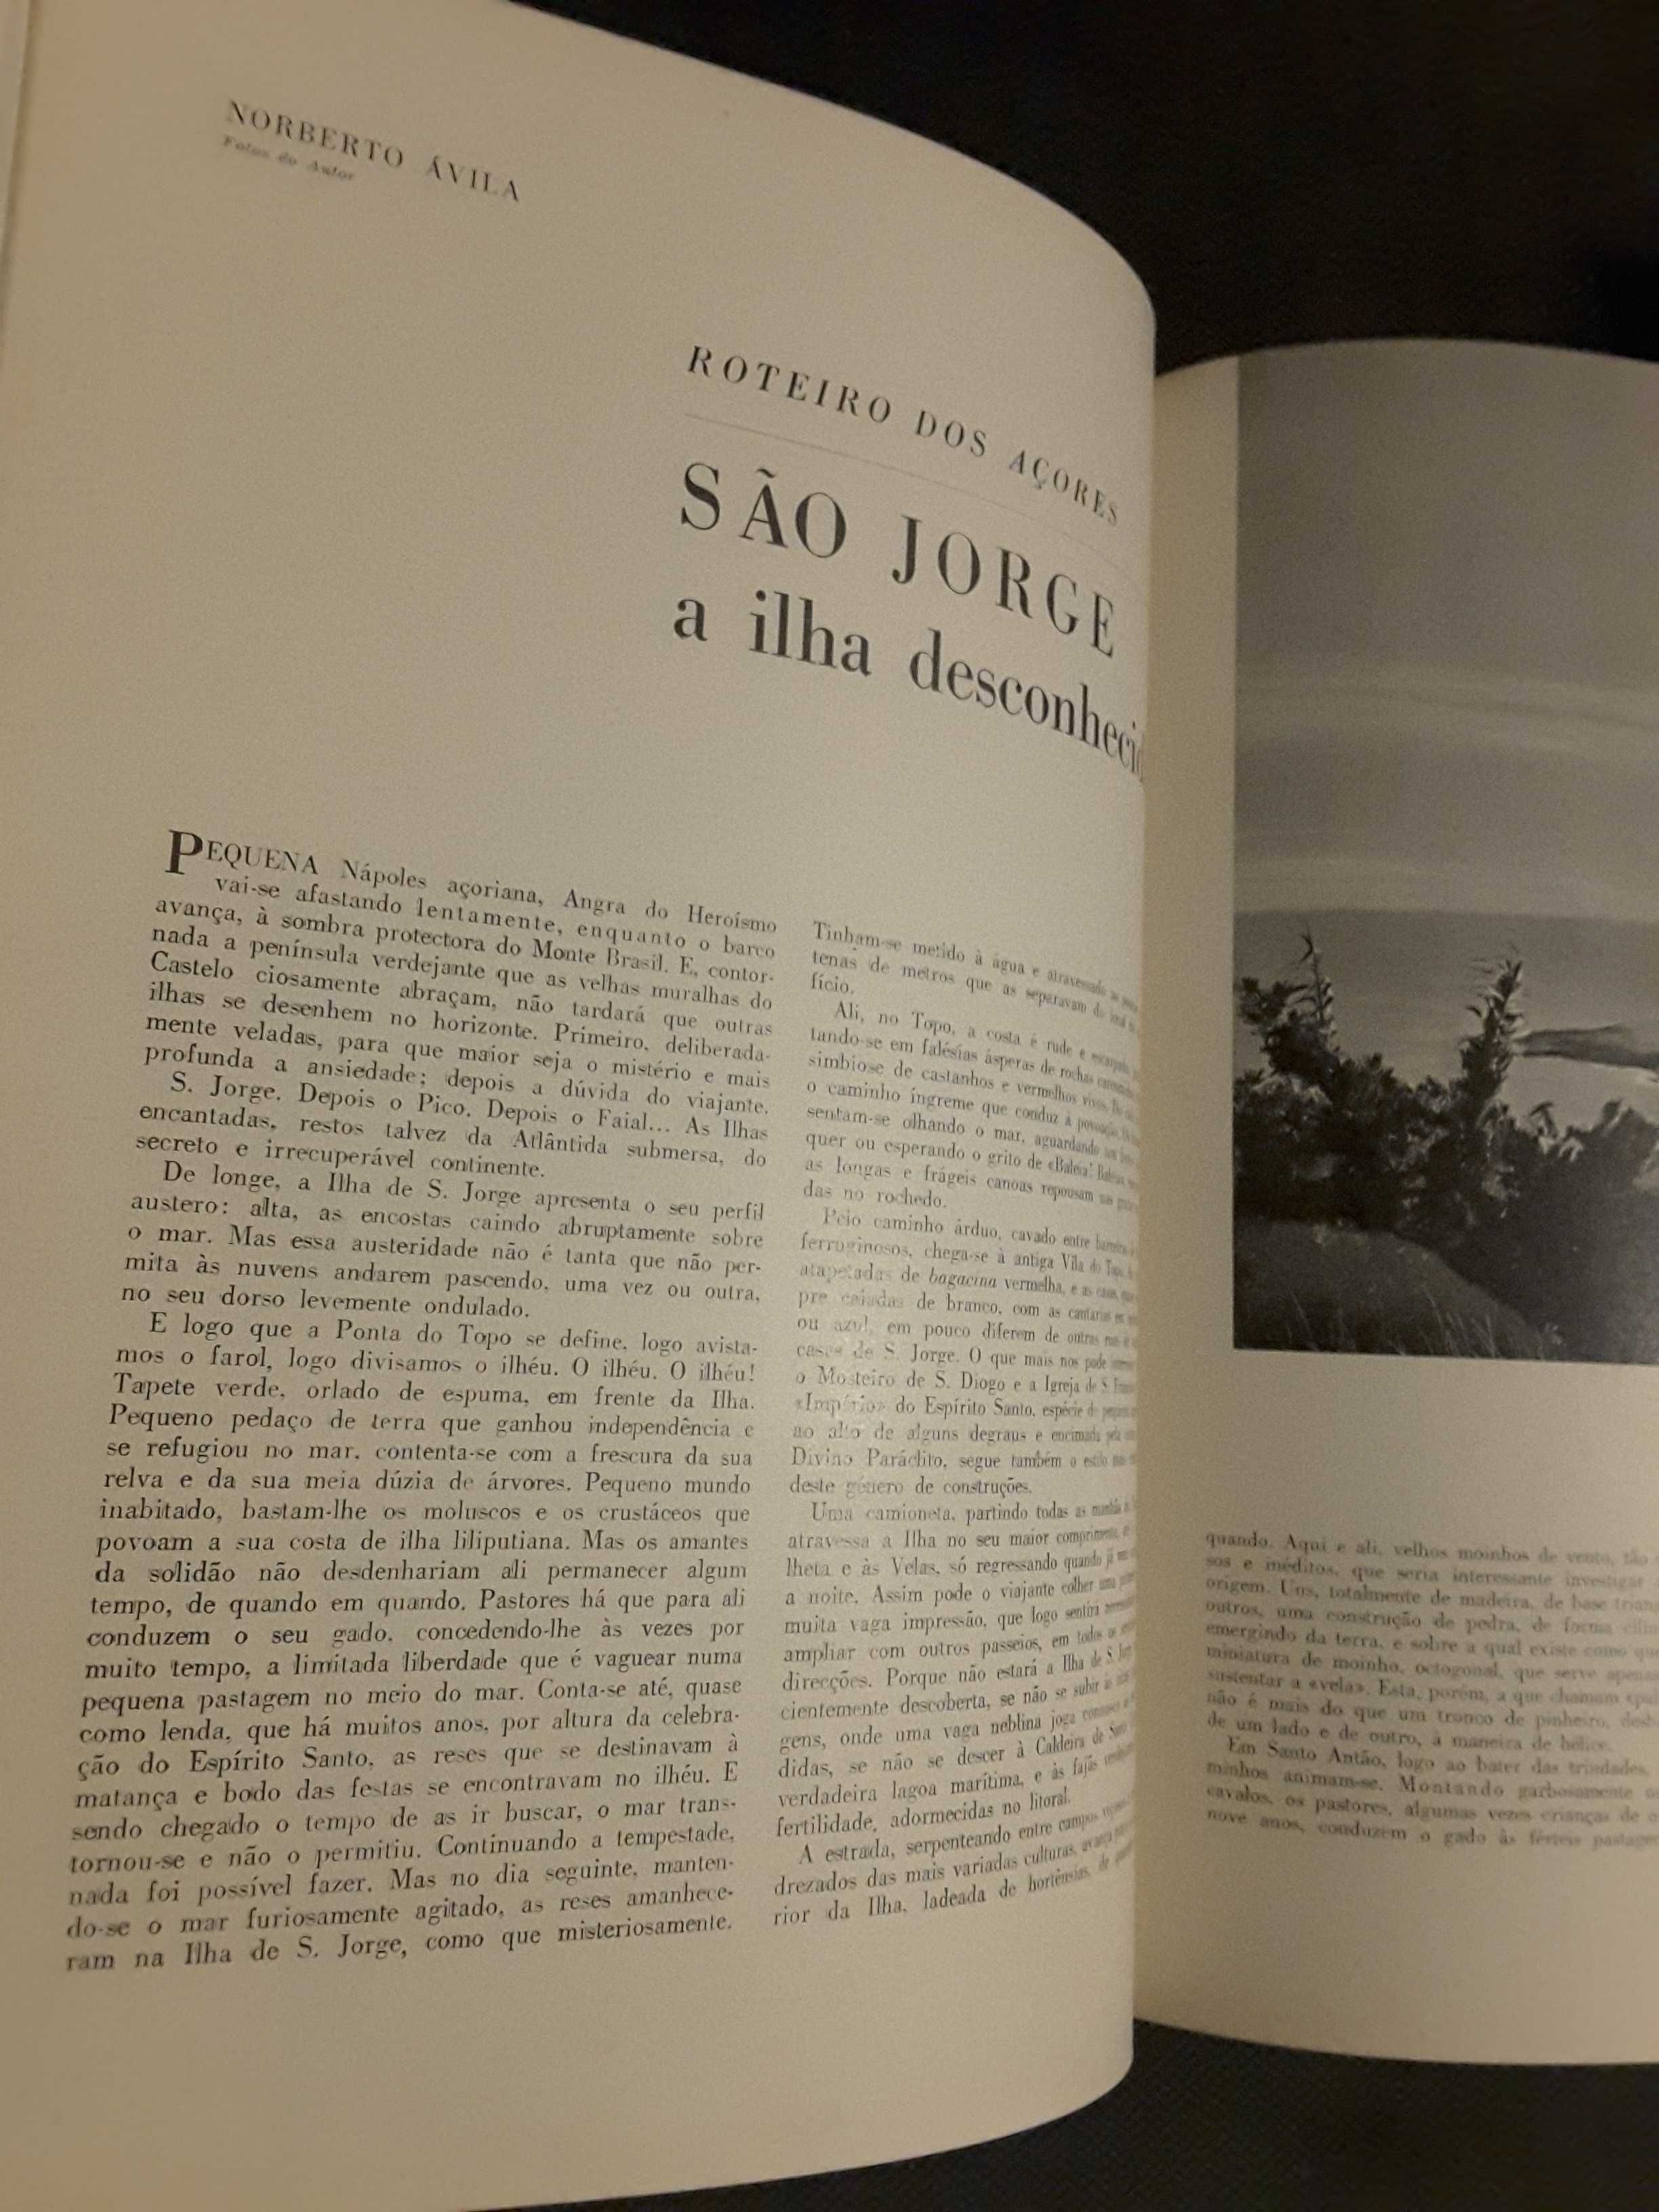 NORBERTO ÁVILA
Fotos do Autor
ROTEIRO DOS AÇORES
SÃO JORGE
a ilha desconheci
PEQUENA Nápoles açoriana, Angra do Heroísmo
vai-se afastando lentamente, enquanto o barco
avança, à sombra protectora do Monte Brasil. E, contor-
nada a península verdejante que as velhas muralhas do
Castelo ciosamente abraçam, não tardará que outras
ilhas se desenhem no horizonte. Primeiro, deliberada-
mente veladas, para que maior seja o mistério e mais
profunda a ansiedade; depois a dúvida do viajante.
S. Jorge. Depois o Pico. Depois o Faial... As Ilhas
encantadas, restos talvez da Atlântida submersa, do
secreto e irrecuperável continente.
De longe, a Ilha de S. Jorge apresenta o seu perfil
austero: alta, as encostas caindo abruptamente sobre
o mar. Mas essa austeridade não é tanta que não per-
mita às nuvens andarem pascendo, uma vez ou outra,
no seu dorso levemente ondulado.
E logo que a Ponta do Topo se define, logo avista-
mos o farol, logo divisamos o ilhéu. O ilhéu. O ilhéu!
Tapete verde, orlado de espuma, em frente da Ilha.
Pequeno pedaço de terra que ganhou independência e
se refugiou no mar, contenta-se com a frescura da sua
relva e da sua meia dúzia de árvores. Pequeno mundo
inabitado, bastam-lhe os moluscos e os crustáceos que
povoam a sua costa de ilha liliputiana. Mas os amantes
da solidão não desdenhariam ali permanecer algum
tempo, de quando em quando. Pastores há que para ali
conduzem o seu gado, concedendo-lhe às vezes por
muito tempo, a limitada liberdade que é vaguear numa
pequena pastagem no meio do mar. Conta-se até, quase
como lenda, que há muitos anos, por altura da celebra-
ção do Espírito Santo, as reses que se destinavam à
matança e bodo das festas se encontravam no ilhéu. E
sendo chegado o tempo de as ir buscar, o mar trans-
tornou-se e não o permitiu. Continuando a tempestade,
nada foi possível fazer. Mas no dia seguinte, manten-
do-se o mar furiosamente agitado, as reses amanhece-
ram na Ilha de S. Jorge, como que misteriosamente.
Tinham-se metido à água e atravessado
tenas de metros que as separavam do
fício.
Ali, no Topo, a costa é rude e escarpada
tando-se em falésias ásperas de rochas
simbiose de castanhos e vermelhos vivos.
o caminho íngreme que conduz à povoação
sentam-se olhando o mar, aguardando
quer ou esperando o grito de «Baleia! Baleia
as longas e frágeis canoas repousam
das no rochedo.
Pelo caminho árduo, cavado entre
ferruginosos, chega-se à antiga Vila do Topo.
atapetadas de bagacina vermelha, e as casas,
pre caiadas de branco, com as cantarias
ou azul, em pouco diferem de outras
casas de S. Jorge. O que mais nos pode
o Mosteiro de S. Diogo e a Igreja de S.
«Império» do Espírito Santo, espécie de
ao alto de alguns degraus e encimada pela
Divino Paráclito, segue também o estilo
deste género de construções.
Uma camioneta, partindo todas as manhãs
atravessa a Ilha no seu maior comprimento,
lheta e às Velas, só regressando quando já
a noite. Assim pode o viajante colher uma
muita vaga impressão, que logo sentirá
ampliar com outros passeios, em todas as
direcções. Porque não estará a Ilha de S.
cientemente descoberta, se não se subir
gens, onde uma vaga neblina joga
didas, se não se descer à Caldeira de Santo
verdadeira lagoa marítima, e às fajãs
fertilidade, adormecidas no litoral.
A estrada, serpenteando entre campos
drezados das mais variadas culturas, avança
rior da Ilha, ladeada de hortênsias, de
quando. Aqui e ali, velhos moinhos de vento, tão
sos e inéditos, que seria interessante investigar
origem. Uns, totalmente de madeira, de base
outros, uma construção de pedra, de forma
emergindo da terra, e sobre a qual existe como
miniatura de moinho, octogonal, que serve apenas
sustentar a «vela». Esta, porém, a que chamam
não é mais do que um tronco de pinheiro,
de um lado e de outro, à maneira de hélice.
Em Santo Antão, logo ao bater das trindades,
minhos animam-se. Montando garbosamente
cavalos, os pastores, algumas vezes crianças de
nove anos, conduzem o gado às férteis